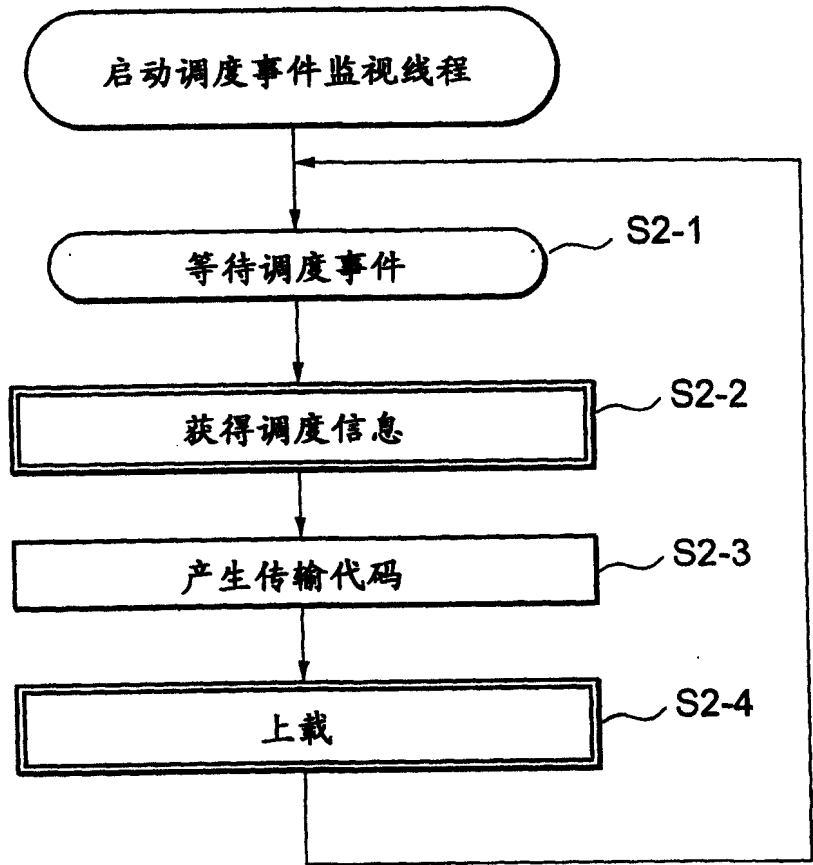 启动调度事件监视线程
等待调度事件
S2-1
获得调度信息
S2-2
产生传输代码
S2-3
上载
S2-4